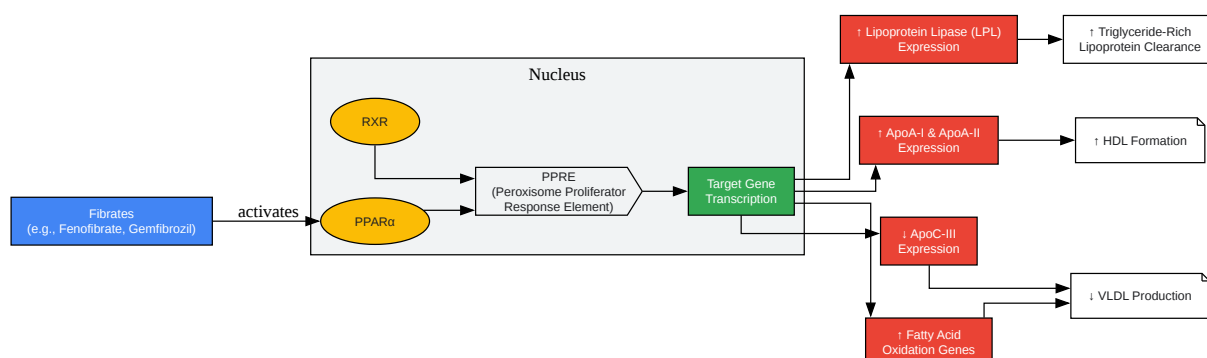 Nucleus
RXR
PPARα
PPRE
(Peroxisome Proliferator
Response Element)
Target Gene
Transcription
Fibrates
(e.g., Fenofibrate, Gemfibrozil)
activates
↑ Lipoprotein Lipase (LPL)
Expression
↑ Triglyceride-Rich
Lipoprotein Clearance
↑ ApoA-I & ApoA-II
Expression
↑ HDL Formation
↓ ApoC-III
Expression
↓ VLDL Production
↑ Fatty Acid
Oxidation Genes